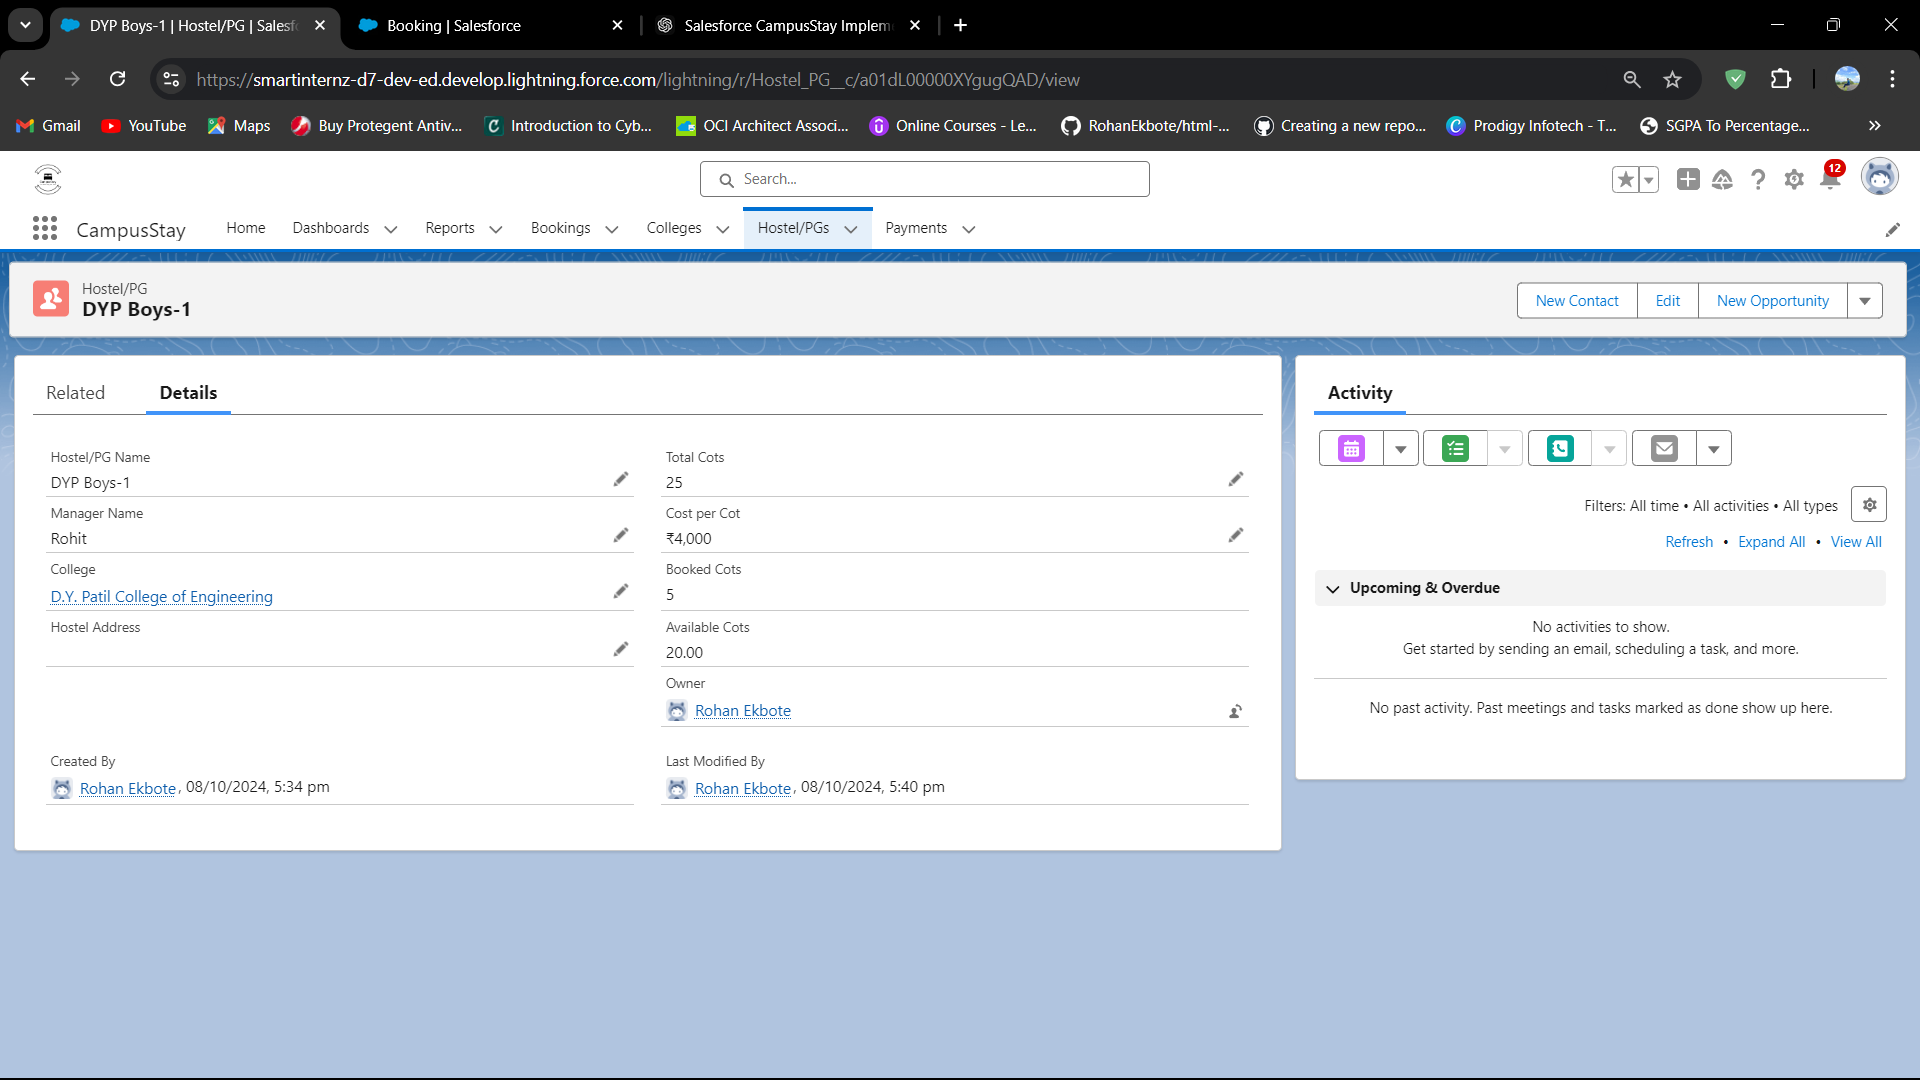 DYP Boys-1 | Hostel/PG | Salesf
Booking | Salesforce
Salesforce CampusStay Implem
https://smartinternz-d7-dev-ed.develop.lightning.force.com/lightning/r/Hostel_PG__c/a01dL00000XYgugQAD/view
Gmail
YouTube
Maps
Buy Protegent Antiv...
Introduction to Cyb...
OCI Architect Associ...
Online Courses - Le...
RohanEkbote/html-...
Creating a new repo...
Prodigy Infotech - T...
SGPA To Percentage...
Search...
12
CampusStay
Home
Dashboards
Reports
Bookings
Colleges
Hostel/PGs
Payments
Hostel/PG
DYP Boys-1
New Contact
Edit
New Opportunity
Related
Details
Hostel/PG Name
DYP Boys-1
Manager Name
Rohit
College
D.Y. Patil College of Engineering
Hostel Address
Total Cots
25
Cost per Cot
₹4,000
Booked Cots
5
Available Cots
20.00
Owner
Rohan Ekbote
Created By
Rohan Ekbote, 08/10/2024, 5:34 pm
Last Modified By
Rohan Ekbote, 08/10/2024, 5:40 pm
Activity
Filters: All time • All activities • All types
Refresh • Expand All • View All
Upcoming & Overdue
No activities to show.
Get started by sending an email, scheduling a task, and more.
No past activity. Past meetings and tasks marked as done show up here.